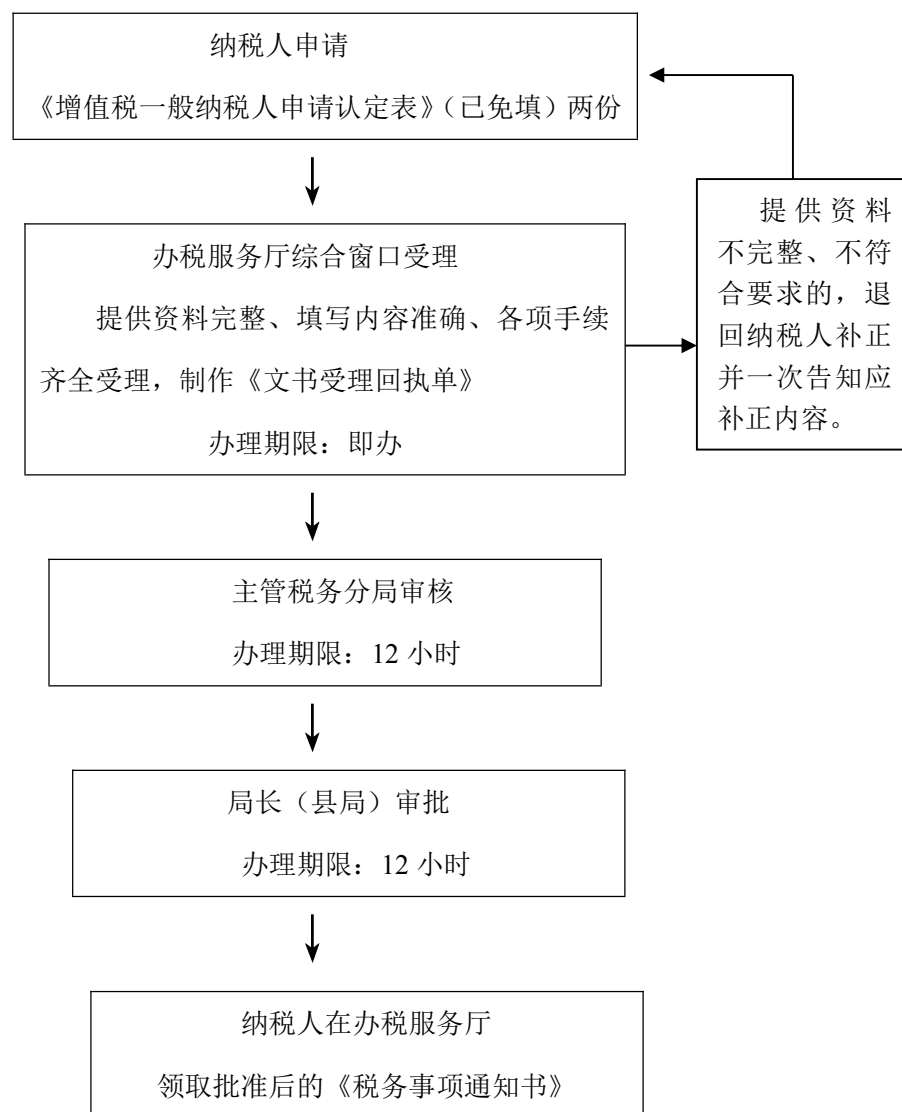 纳税人申请
《增值税一般纳税人申请认定表》（已免填）两份
办税服务厅综合窗口受理
提供资料完整、填写内容准确、各项手续
齐全受理，制作《文书受理回执单》
办理期限：即办
提供资料
不完整、不符
合要求的，退
回纳税人补正
并一次告知应
补正内容。
主管税务分局审核
办理期限：12 小时
局长（县局）审批
办理期限：12 小时
纳税人在办税服务厅
领取批准后的《税务事项通知书》